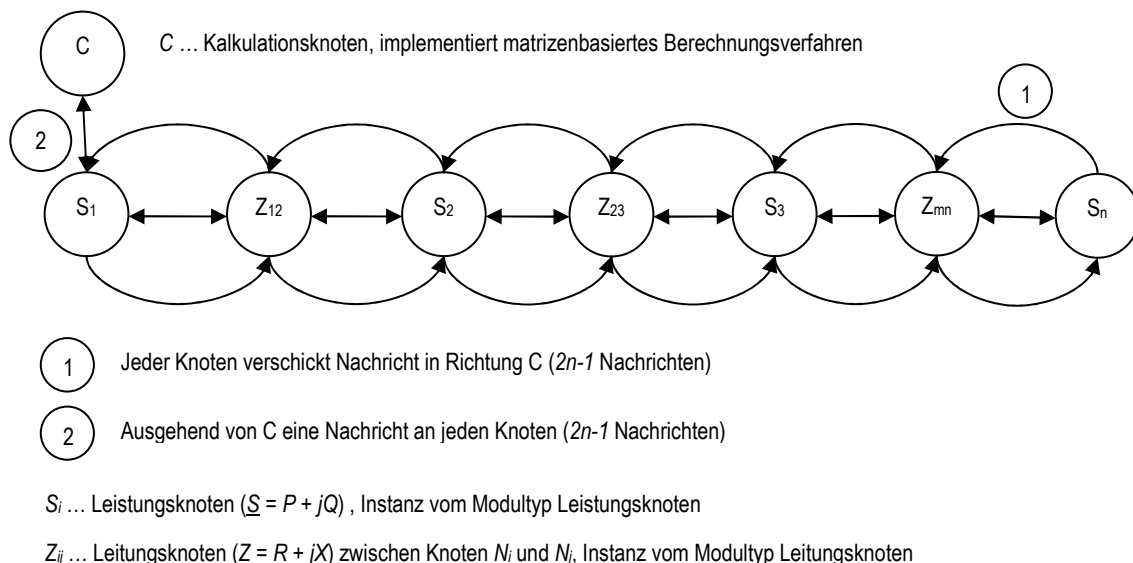 C
C ... Kalkulationsknoten, implementiert matrizenbasiertes Berechnungsverfahren
1
2
S1 Z12 S2 Z23 S3 Zmn Sn
1 Jeder Knoten verschickt Nachricht in Richtung C (2n-1 Nachrichten)
2 Ausgehend von C eine Nachricht an jeden Knoten (2n-1 Nachrichten)
Si ... Leistungsknoten (S = P + jQ) , Instanz vom Modultyp Leistungsknoten
Zij ... Leitungsknoten (Z = R + jX) zwischen Knoten Ni und Nj, Instanz vom Modultyp Leitungsknoten